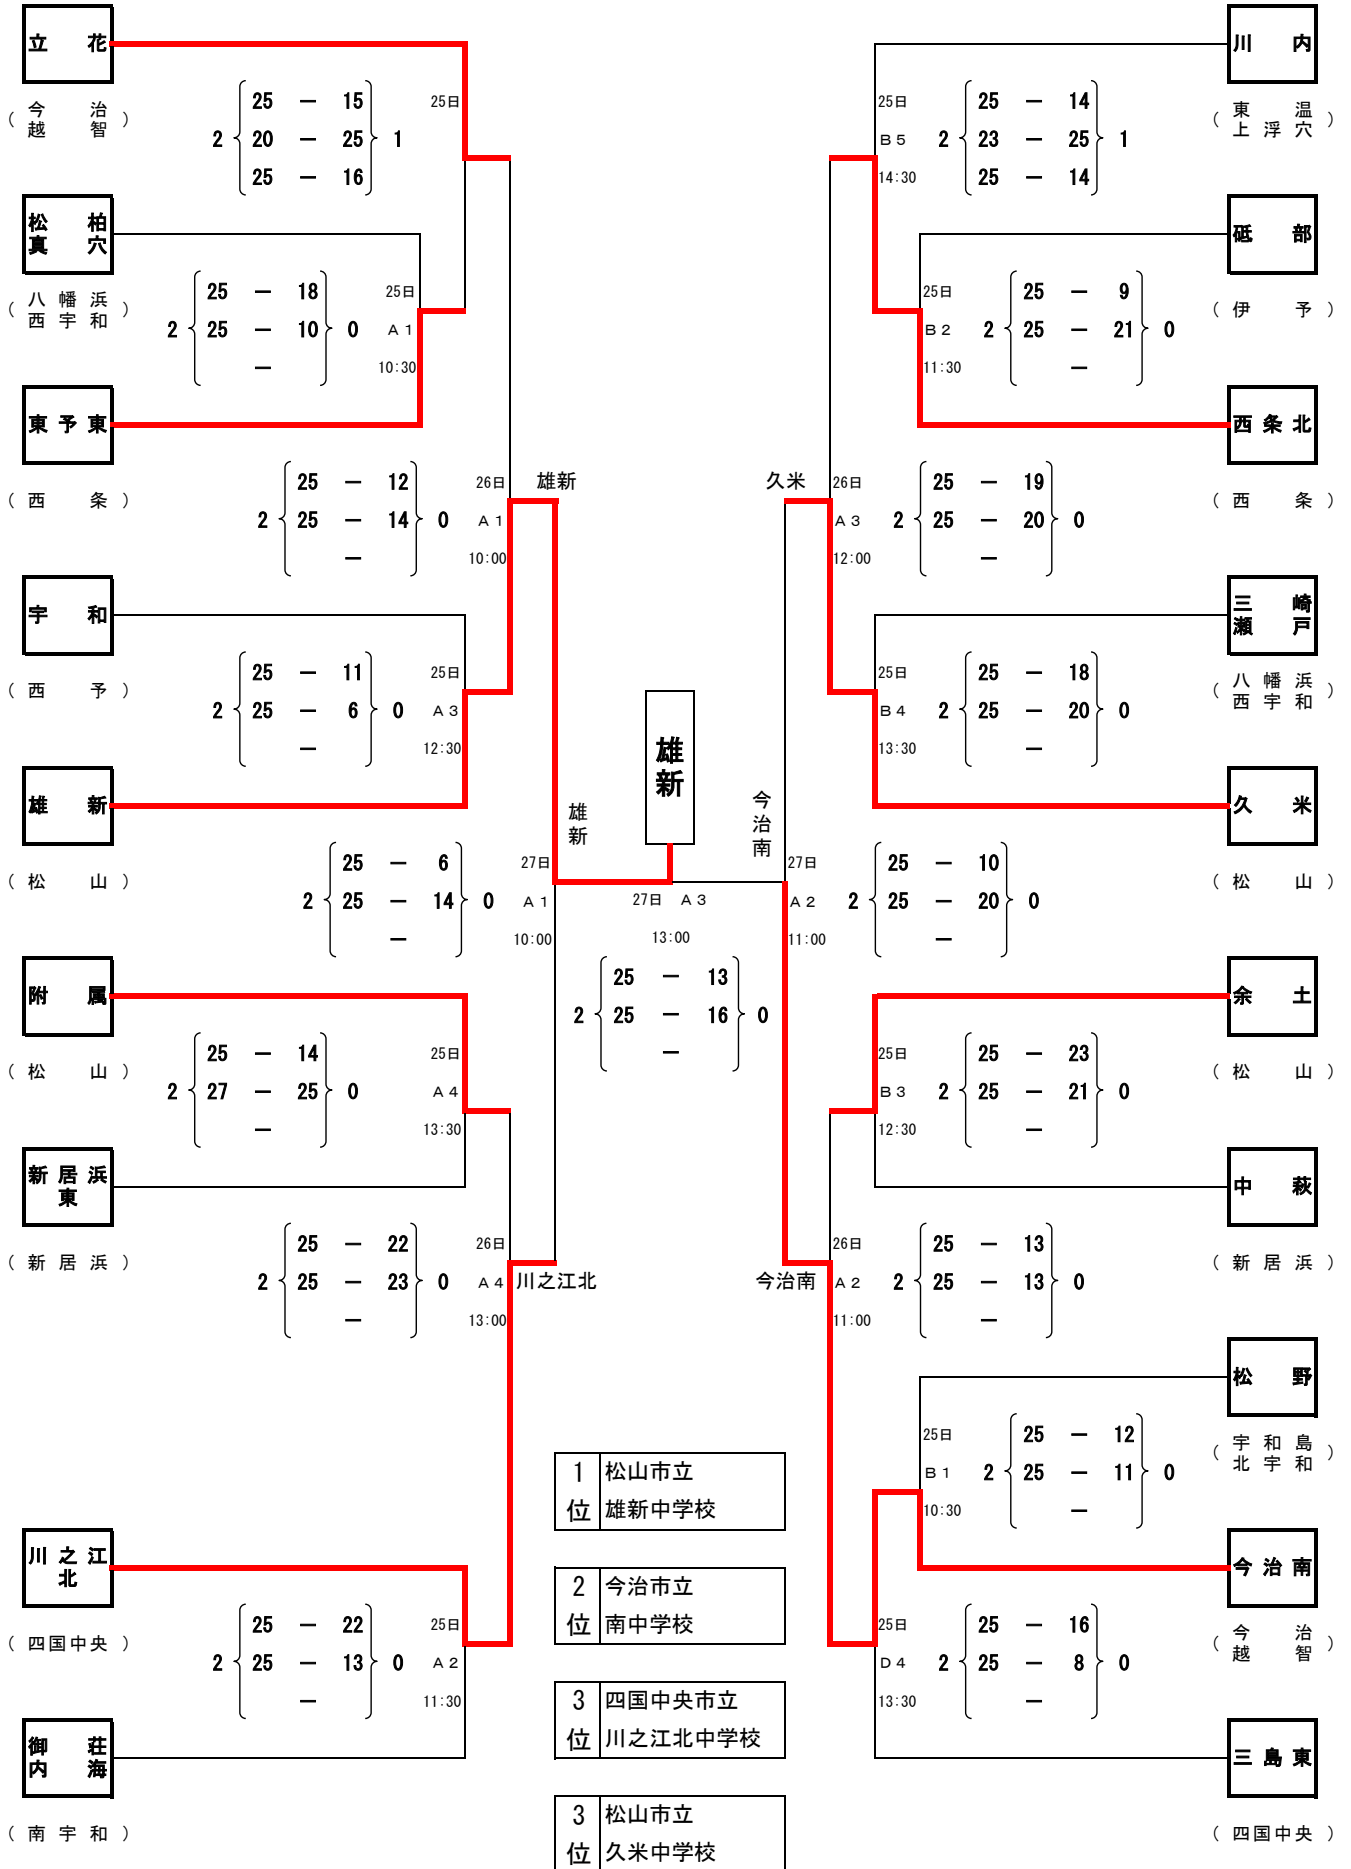 立花
（今治越智）
25 － 15
20 － 25
25 － 16
2 1
25日
松柏
真穴
（八幡浜西宇和）
25 － 18
25 － 10
－
2 0
25日
A1
10:30
東予東
（西条）
25 － 12
25 － 14
－
2 0
26日
A1
10:00
雄新
宇和
（西予）
25 － 11
25 － 6
－
2 0
25日
A3
12:30
雄新
（松山）
25 － 6
25 － 14
－
2 0
27日
A1
10:00
雄新
附属
（松山）
25 － 14
27 － 25
－
2 0
25日
A4
13:30
新居浜
東
（新居浜）
25 － 22
25 － 23
－
2 0
26日
A4
13:00
川之江北
川之江
北
（四国中央）
25 － 22
25 － 13
－
2 0
25日
A2
11:30
御荘
内海
（南宇和）
雄新
27日 A3
13:00
25 － 13
25 － 16
－
2 0
川内
（東温上浮穴）
25日
B5
14:30
25 － 14
23 － 25
25 － 14
2 1
砥部
（伊予）
25日
B2
11:30
25 － 9
25 － 21
－
2 0
西条北
（西条）
久米
26日
A3
12:00
25 － 19
25 － 20
－
2 0
三崎
瀬戸
（八幡浜西宇和）
25日
B4
13:30
25 － 18
25 － 20
－
2 0
久米
（松山）
今治南
27日
A2
11:00
25 － 10
25 － 20
－
2 0
余土
（松山）
25日
B3
12:30
25 － 23
25 － 21
－
2 0
中萩
（新居浜）
今治南
26日
A2
11:00
25 － 13
25 － 13
－
2 0
松野
（宇和島北宇和）
25日
B1
10:30
25 － 12
25 － 11
－
2 0
今治南
（今治越智）
25日
D4
13:30
25 － 16
25 － 8
－
2 0
三島東
（四国中央）
1位 松山市立
雄新中学校
2位 今治市立
南中学校
3位 四国中央市立
川之江北中学校
3位 松山市立
久米中学校